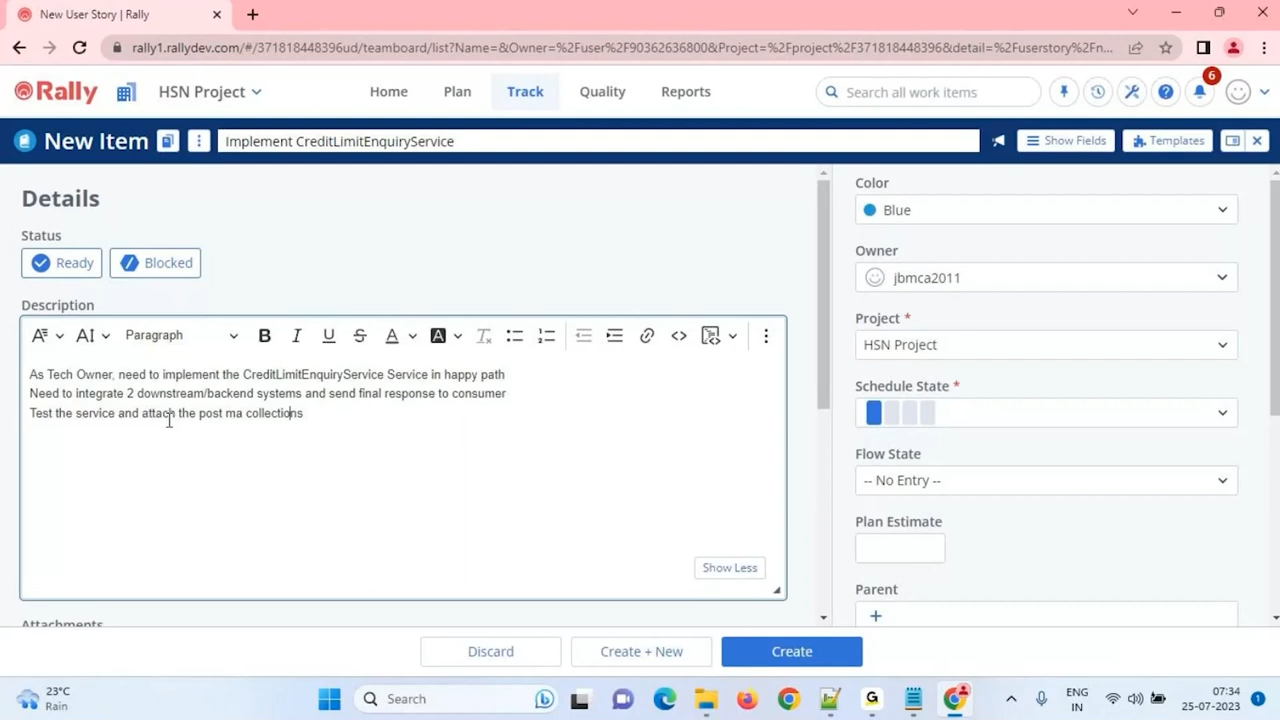 New User Story | Rally
rally1.rallydev.com/#/371818448396ud/teamboard/list?Name=&Owner=%2Fuser%2F90362636800&Project=%2Fproject%2F371818448396&detail=%2Fuserstory%2Fn...
Rally
HSN Project
Home
Plan
Track
Quality
Reports
Search all work items
6
New Item
Implement CreditLimitEnquiryService
Show Fields
Templates
Details
Status
Ready
Blocked
Description
Paragraph
As Tech Owner, need to implement the CreditLimitEnquiryService Service in happy path
Need to integrate 2 downstream/backend systems and send final response to consumer
Test the service and attach the post ma collections
Show Less
Attachments
Color
Blue
Owner
jbmca2011
Project *
HSN Project
Schedule State *
Flow State
-- No Entry --
Plan Estimate
Parent
Discard
Create + New
Create
23°C
Rain
Search
ENG
IN
07:34
25-07-2023
1